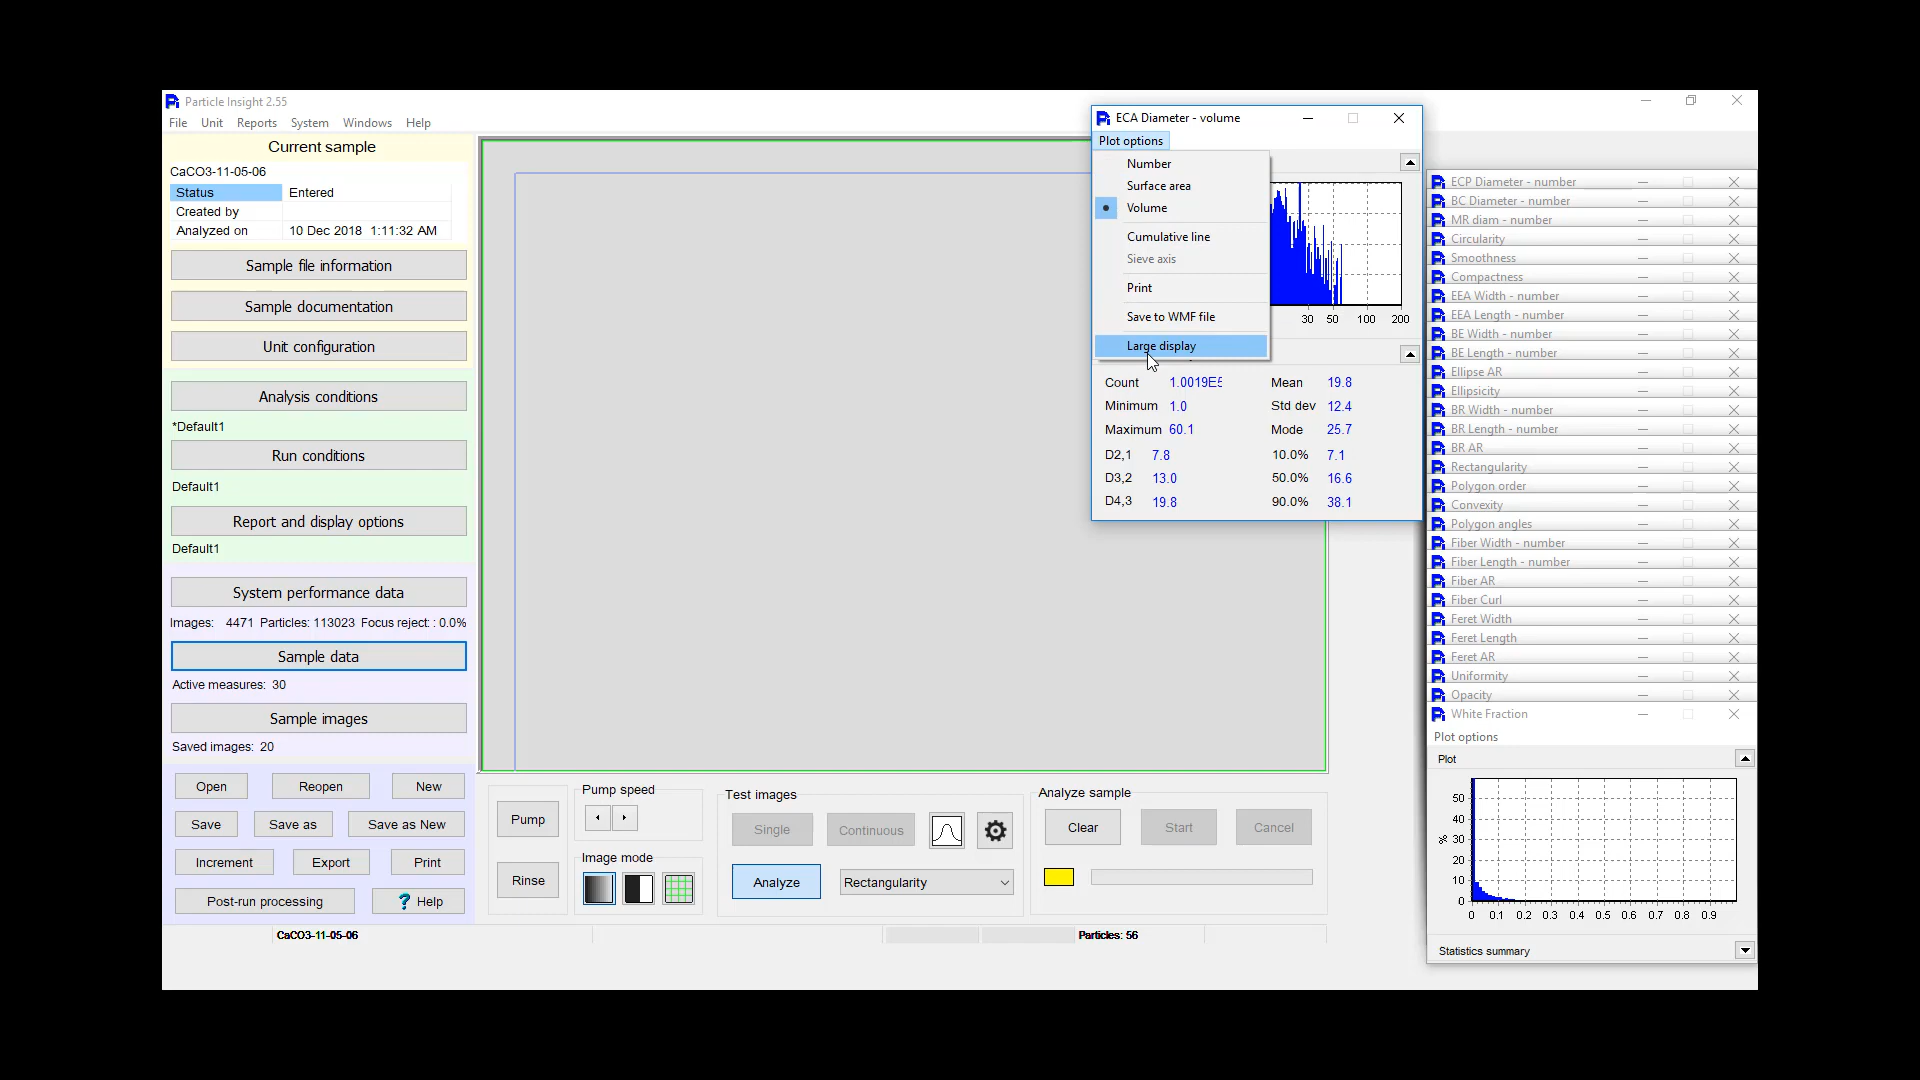 Particle Insight 2.55
File Unit Reports System Windows Help
Current sample
CaCO3-11-05-06
Status Entered
Created by
Analyzed on 10 Dec 2018 1:11:32 AM
Sample file information
Sample documentation
Unit configuration
Analysis conditions
*Default1
Run conditions
Default1
Report and display options
Default1
System performance data
Images: 4471 Particles: 113023 Focus reject: : 0.0%
Sample data
Active measures: 30
Sample images
Saved images: 20
Open Reopen New
Save Save as Save as New
Increment Export Print
Post-run processing ? Help
CaCO3-11-05-06
Particles: 56
Pump
Rinse
Pump speed
Image mode
Test images
Single Continuous
Analyze Rectangularity
Analyze sample
Clear Start Cancel
ECA Diameter - volume
Plot options
Number
Surface area
Volume
Cumulative line
Sieve axis
Print
Save to WMF file
Large display
30 50 100 200
Count 1.0019E5 Mean 19.8
Minimum 1.0 Std dev 12.4
Maximum 60.1 Mode 25.7
D2,1 7.8 10.0% 7.1
D3,2 13.0 50.0% 16.6
D4,3 19.8 90.0% 38.1
ECP Diameter - number
BC Diameter - number
MR diam - number
Circularity
Smoothness
Compactness
EEA Width - number
EEA Length - number
BE Width - number
BE Length - number
Ellipse AR
Ellipsicity
BR Width - number
BR Length - number
BR AR
Rectangularity
Polygon order
Convexity
Polygon angles
Fiber Width - number
Fiber Length - number
Fiber AR
Fiber Curl
Feret Width
Feret Length
Feret AR
Uniformity
Opacity
White Fraction
Plot options
Plot
50
40
% 30
20
10
0
0 0.1 0.2 0.3 0.4 0.5 0.6 0.7 0.8 0.9
Statistics summary